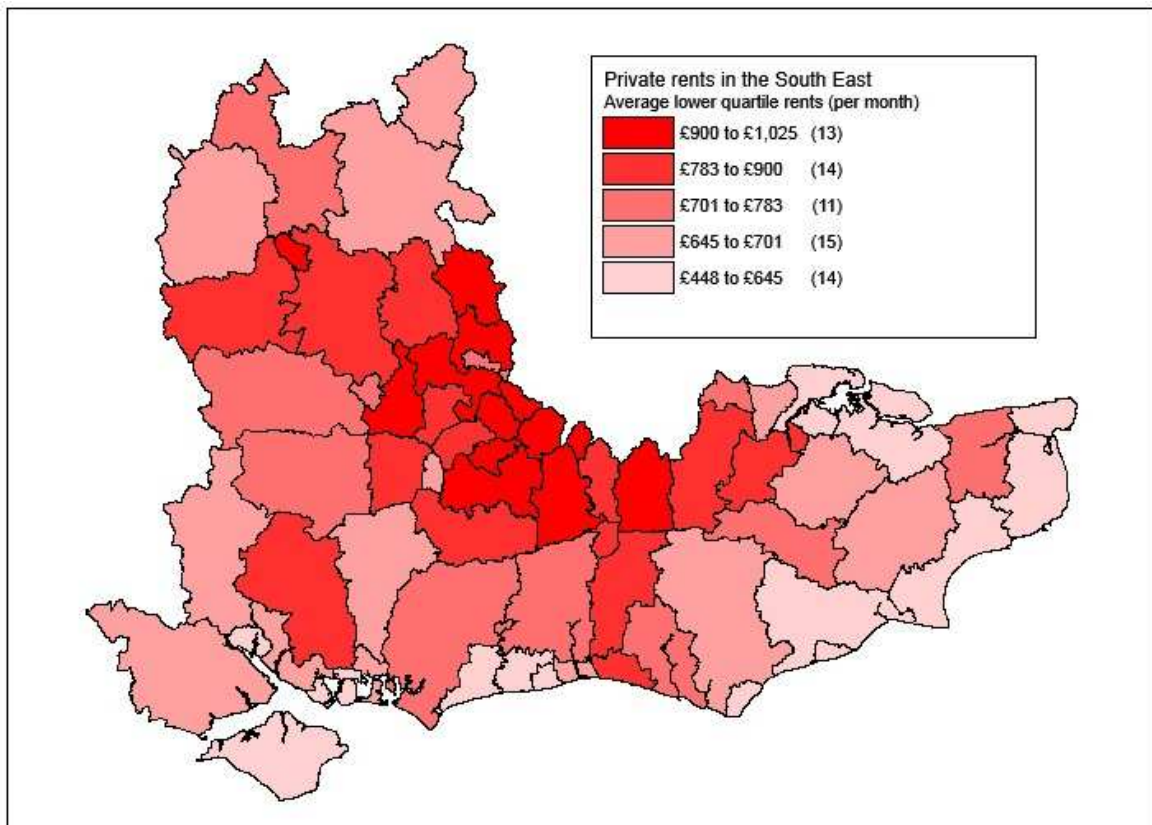 Private rents in the South East
Average lower quartile rents (per month)
£900 to £1,025 (13)
£783 to £900 (14)
£701 to £783 (11)
£645 to £701 (15)
£448 to £645 (14)